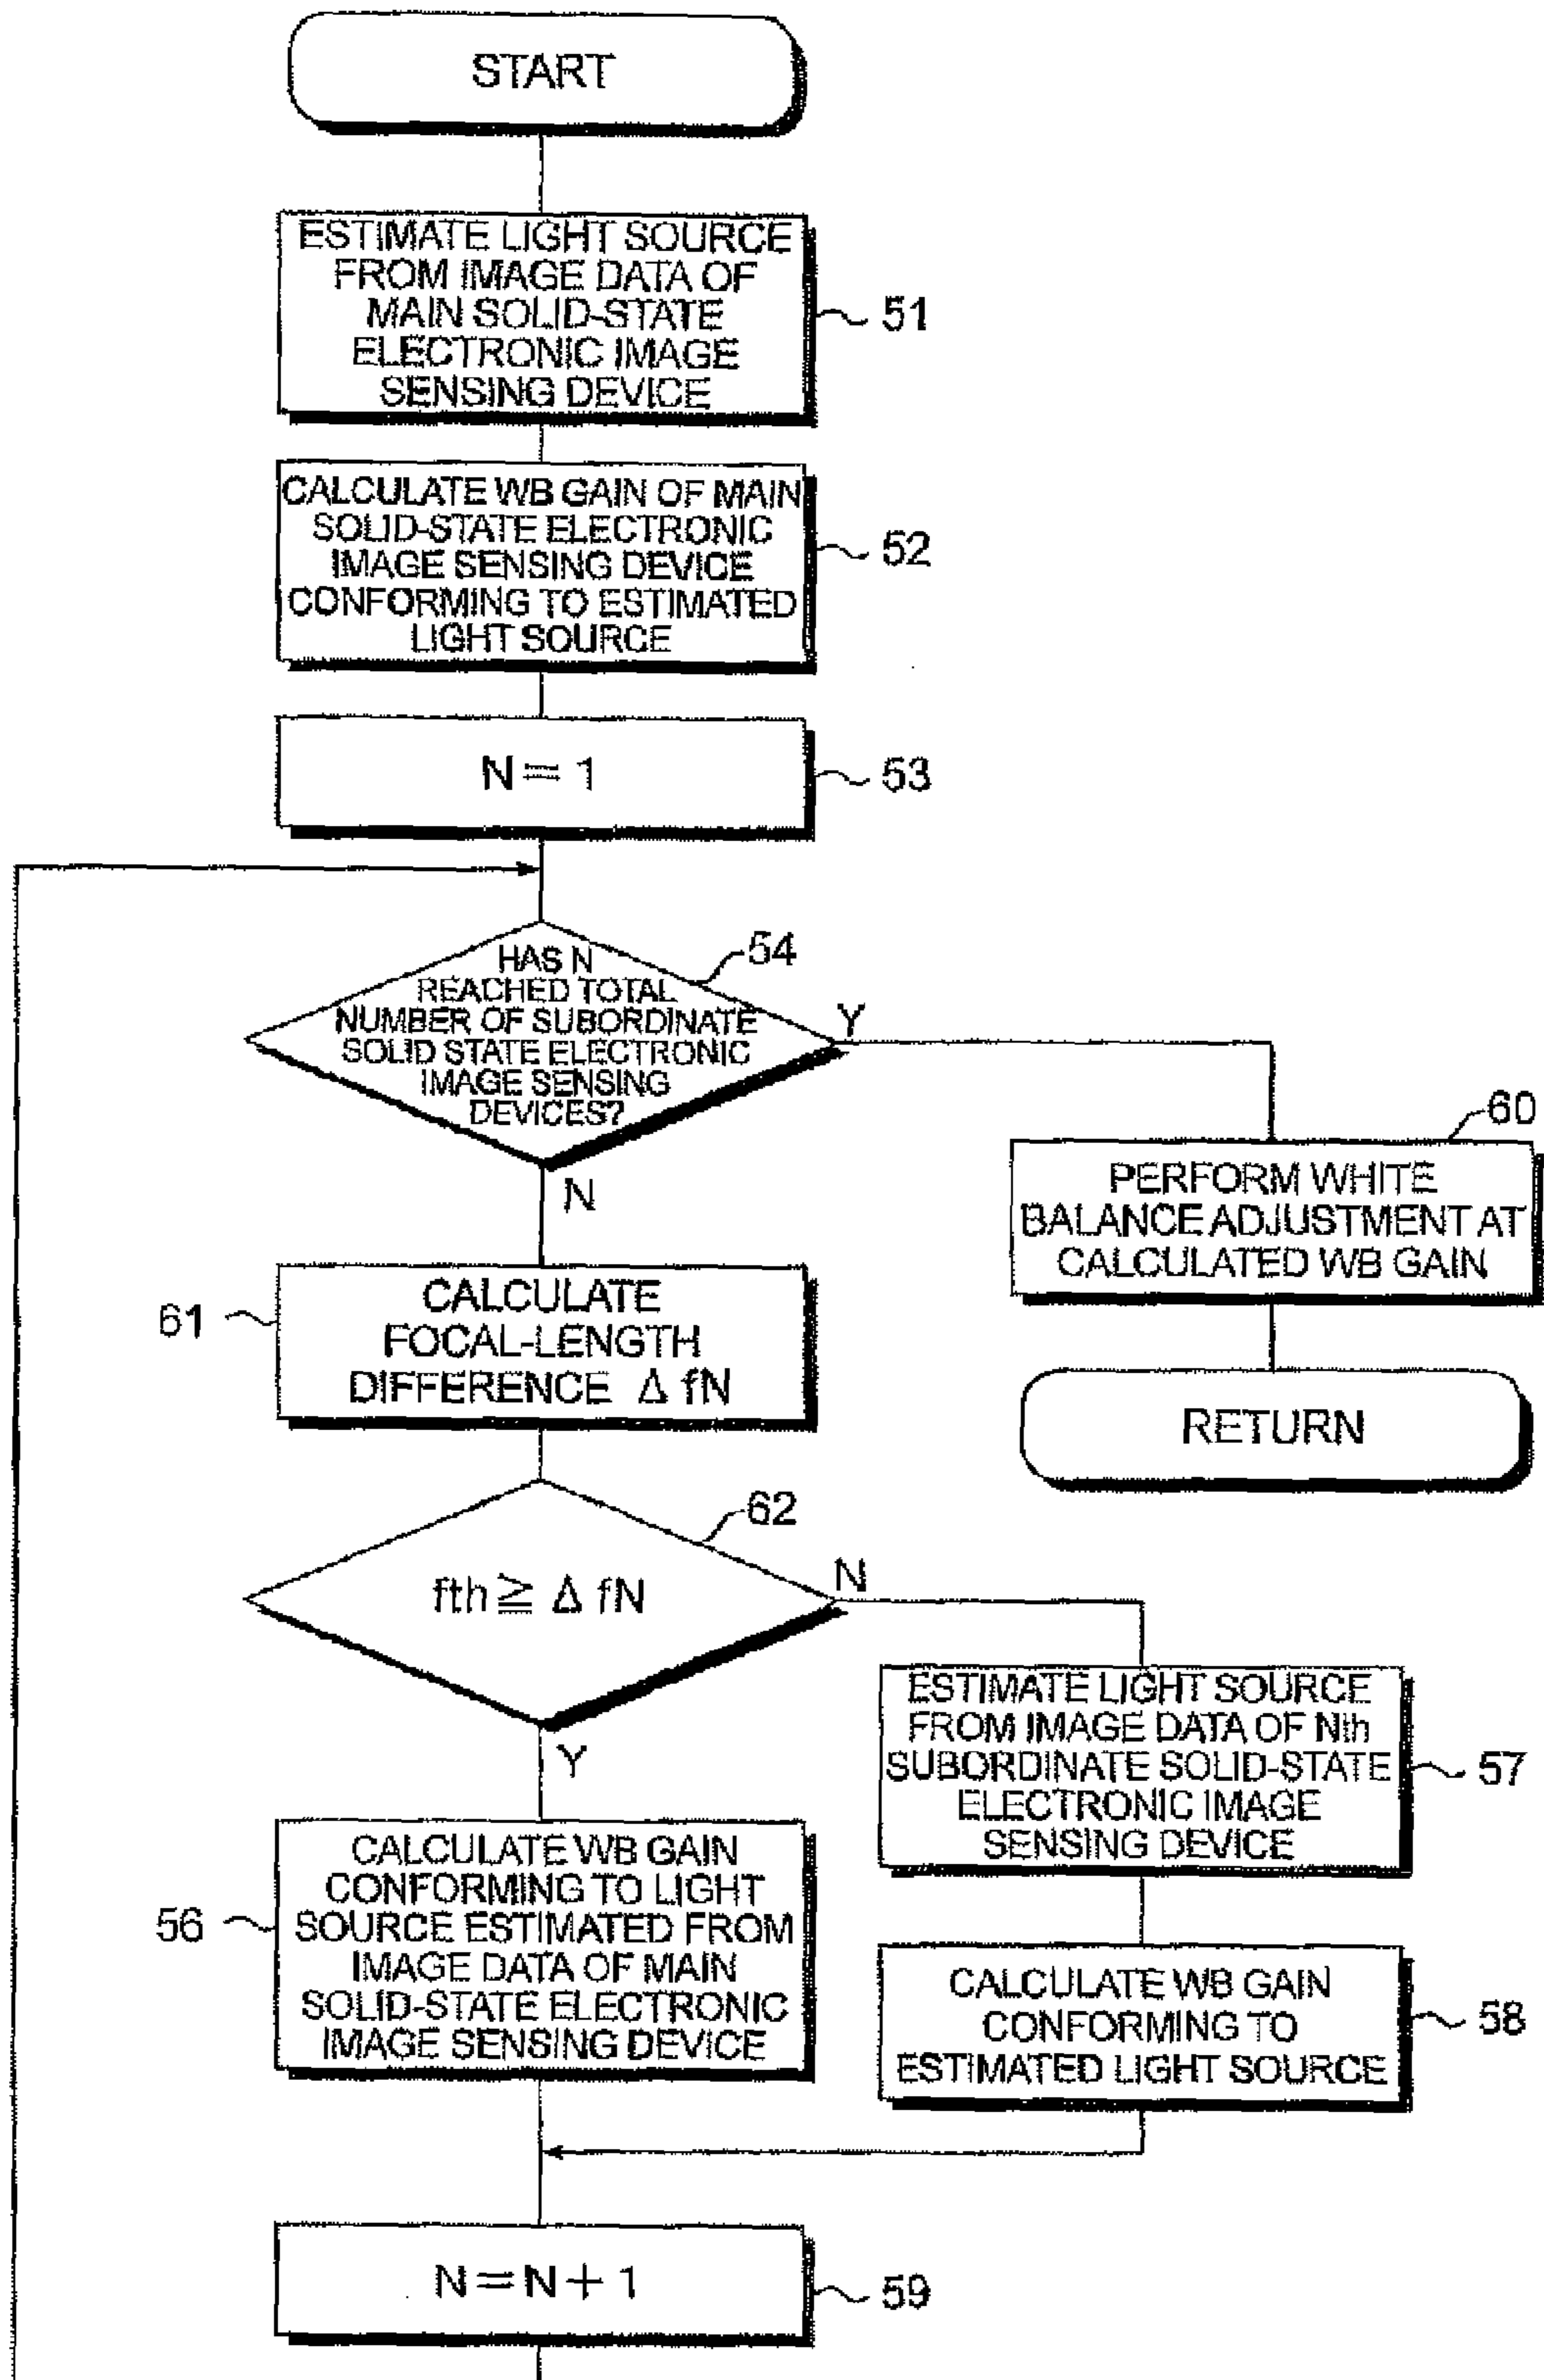 START
ESTIMATE LIGHT SOURCE
FROM IMAGE DATA OF
MAIN SOLID-STATE
ELECTRONIC IMAGE
SENSING DEVICE
51
CALCULATE WB GAIN OF MAIN
SOLID-STATE ELECTRONIC
IMAGE SENSING DEVICE
CONFORMING TO ESTIMATED
LIGHT SOURCE
52
N = 1
53
HAS N
REACHED TOTAL
NUMBER OF SUBORDINATE
SOLID STATE ELECTRONIC
IMAGE SENSING
DEVICES?
54
Y
N
60
PERFORM WHITE
BALANCE ADJUSTMENT AT
CALCULATED WB GAIN
RETURN
61
CALCULATE
FOCAL-LENGTH
DIFFERENCE Δ fN
62
fth ≧ Δ fN
N
Y
ESTIMATE LIGHT SOURCE
FROM IMAGE DATA OF Nth
SUBORDINATE SOLID-STATE
ELECTRONIC IMAGE
SENSING DEVICE
57
56
CALCULATE WB GAIN
CONFORMING TO LIGHT
SOURCE ESTIMATED FROM
IMAGE DATA OF MAIN
SOLID-STATE ELECTRONIC
IMAGE SENSING DEVICE
CALCULATE WB GAIN
CONFORMING TO
ESTIMATED LIGHT SOURCE
58
N = N + 1
59